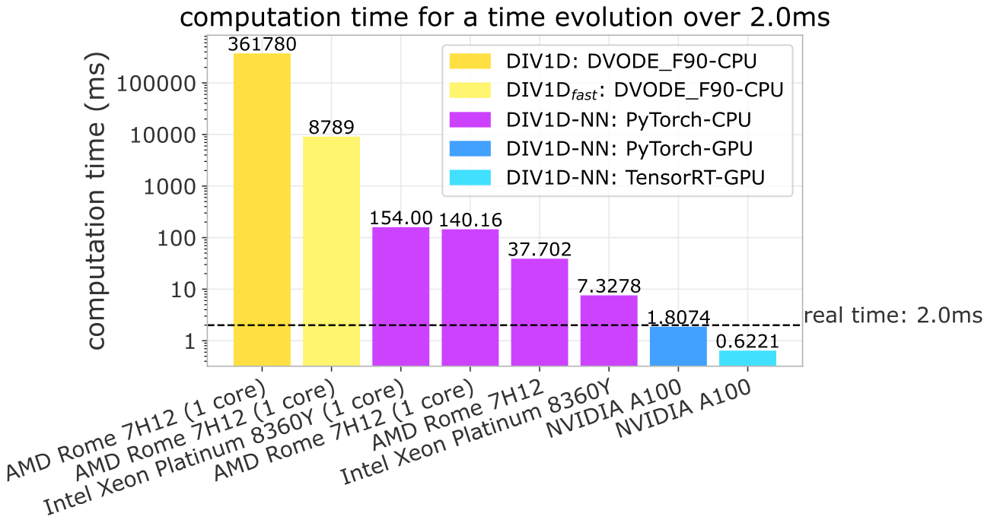 computation time for a time evolution over 2.0ms
computation time (ms)
100000
10000
1000
100
10
1
361780
8789
154.00
140.16
37.702
7.3278
1.8074
0.6221
DIV1D: DVODE_F90-CPU
DIV1Dfast: DVODE_F90-CPU
DIV1D-NN: PyTorch-CPU
DIV1D-NN: PyTorch-GPU
DIV1D-NN: TensorRT-GPU
real time: 2.0ms
AMD Rome 7H12 (1 core)
AMD Rome 7H12 (1 core)
Intel Xeon Platinum 8360Y (1 core)
AMD Rome 7H12 (1 core)
AMD Rome 7H12
Intel Xeon Platinum 8360Y
NVIDIA A100
NVIDIA A100